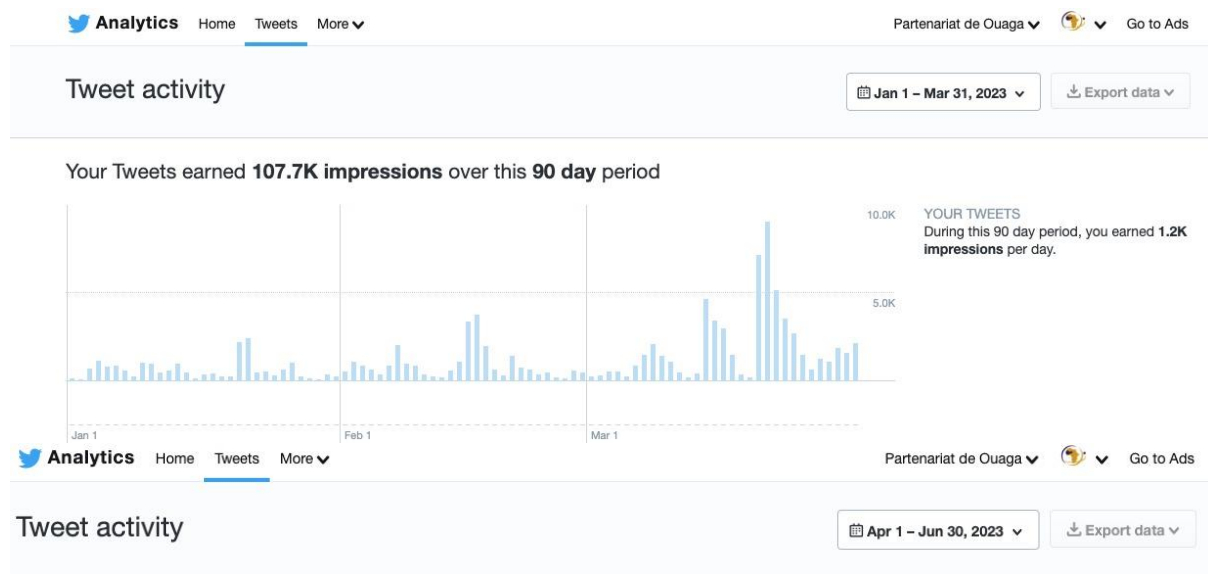 Analytics Home Tweets More Partenariat de Ouaga Go to Ads
Tweet activity Jan 1 – Mar 31, 2023 Export data
Your Tweets earned 107.7K impressions over this 90 day period
10.0K
YOUR TWEETS
During this 90 day period, you earned 1.2K
impressions per day.
5.0K
Jan 1 Feb 1 Mar 1
Analytics Home Tweets More Partenariat de Ouaga Go to Ads
Tweet activity Apr 1 – Jun 30, 2023 Export data